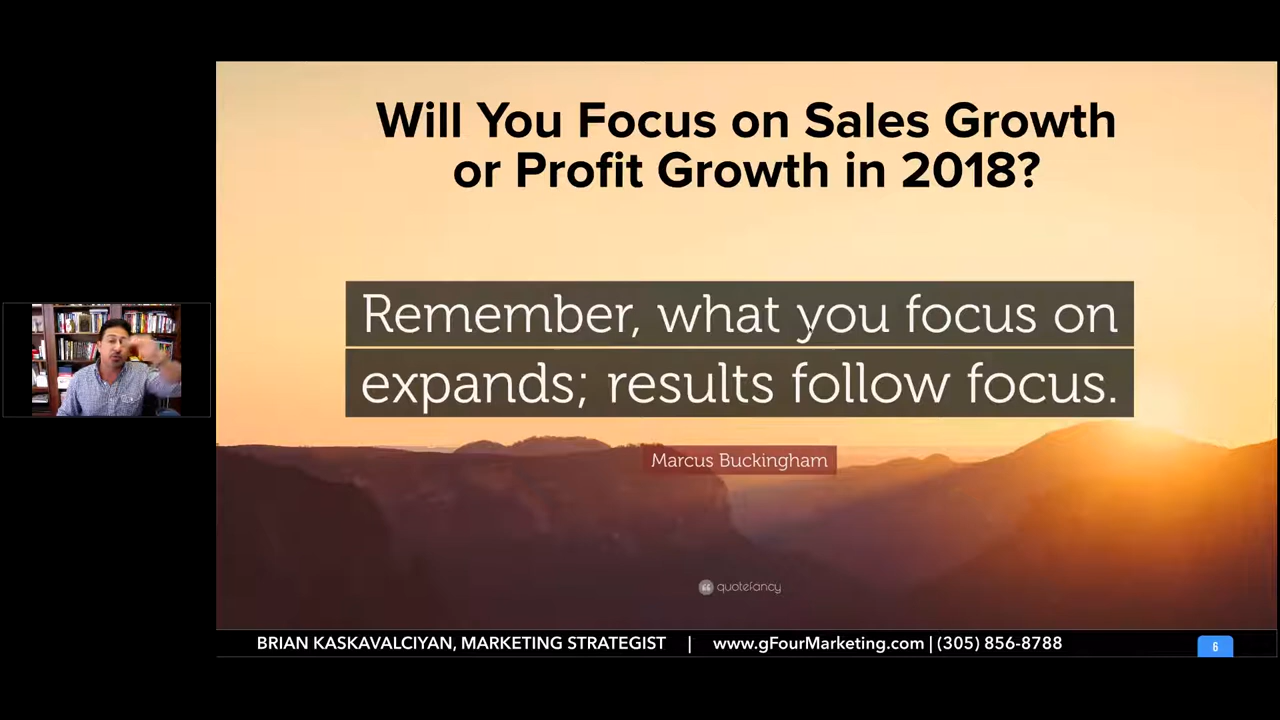 Will You Focus on Sales Growth
or Profit Growth in 2018?
Remember, what you focus on
expands; results follow focus.
Marcus Buckingham
quotefancy
BRIAN KASKAVALCIYAN, MARKETING STRATEGIST | www.gFourMarketing.com | (305) 856-8788
6